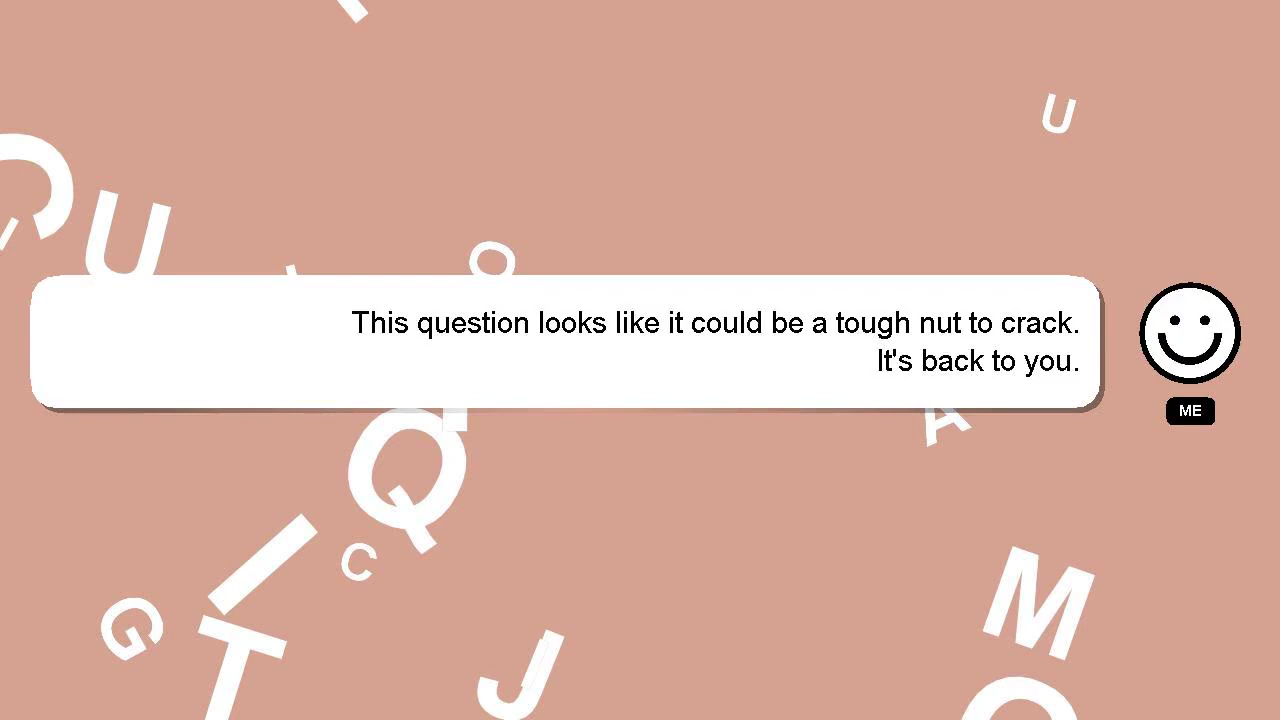 U
U
O
This question looks like it could be a tough nut to crack.
It's back to you.
ME
A
Q
I
C
M
G
T
J